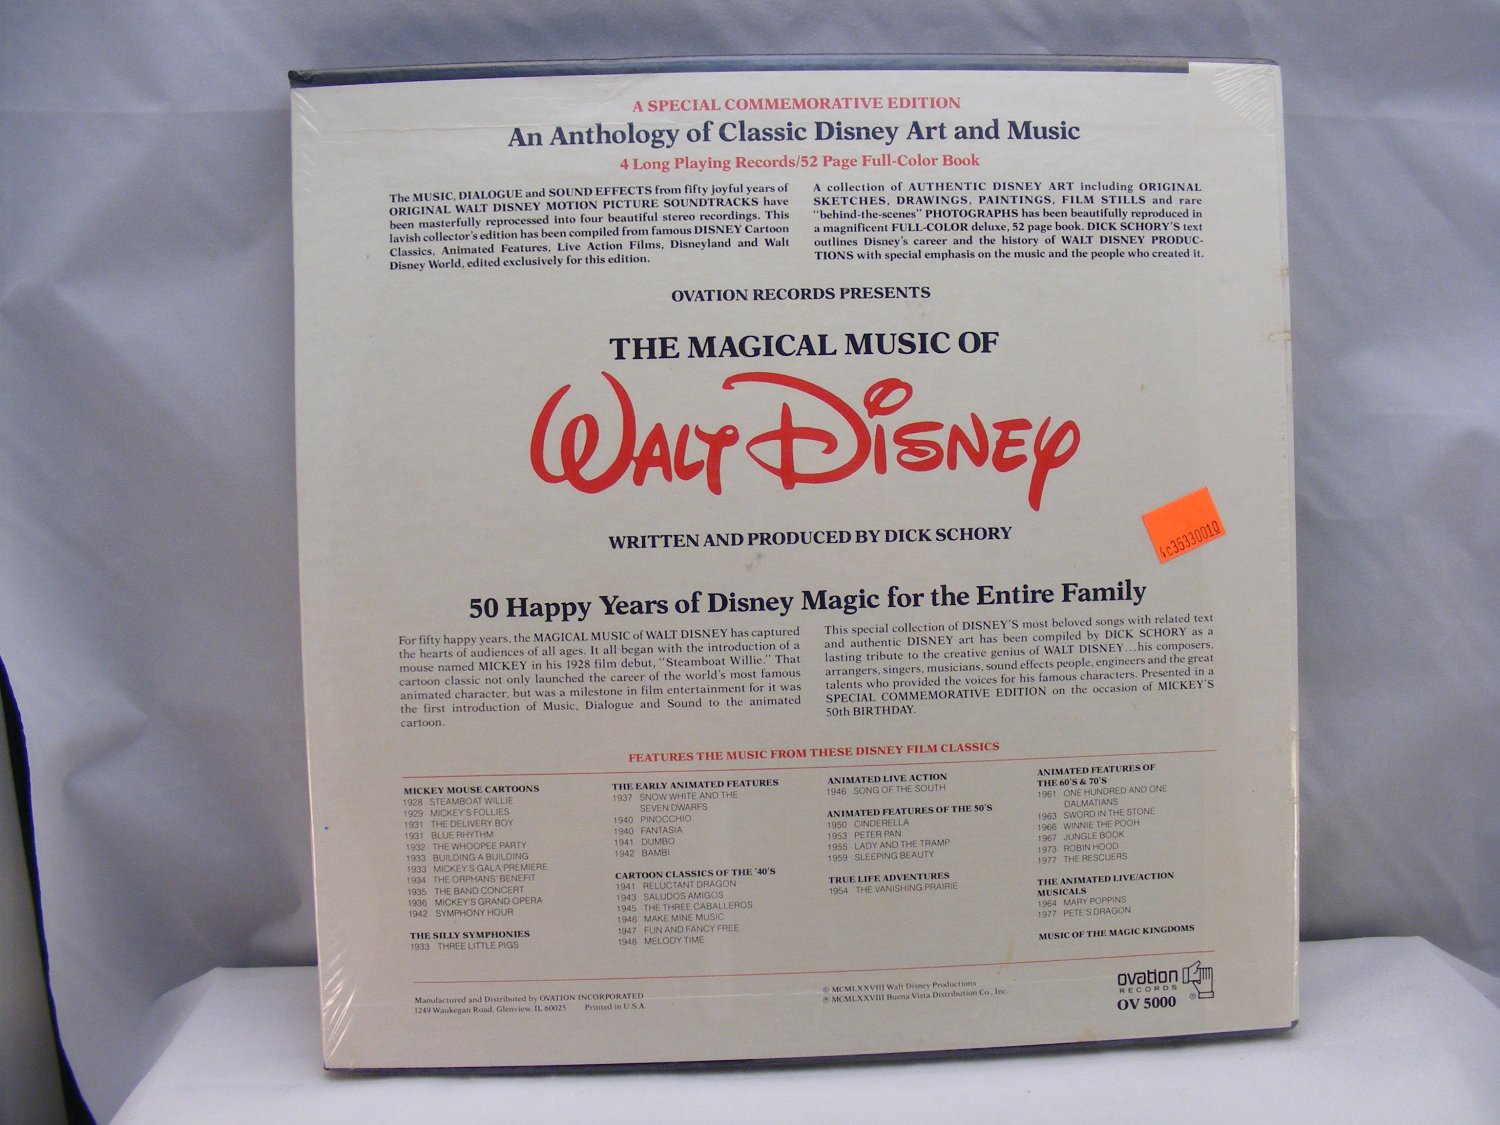 A SPECIAL COMMEMORATIVE EDITION
An Anthology of Classic Disney Art and Music
4 Long Playing Records/52 Page Full-Color Book
The MUSIC, DIALOGUE and SOUND EFFECTS from fifty joyful years of
ORIGINAL WALT DISNEY MOTION PICTURE SOUNDTRACKS have
been masterfully reprocessed into four beautiful stereo recordings. This
lavish collector's edition has been compiled from famous DISNEY Cartoon
Classics, Animated Features, Live Action Films, Disneyland and Walt
Disney World, edited exclusively for this edition.
A collection of AUTHENTIC DISNEY ART including ORIGINAL
SKETCHES, DRAWINGS, PAINTINGS, FILM STILLS and rare
"behind-the-scenes" PHOTOGRAPHS has been beautifully reproduced in
a magnificent FULL-COLOR deluxe, 52 page book. DICK SCHORY'S text
outlines Disney's career and the history of WALT DISNEY PRODUC-
TIONS with special emphasis on the music and the people who created it.
OVATION RECORDS PRESENTS
THE MAGICAL MUSIC OF
WALT DISNEY
4c35330010
WRITTEN AND PRODUCED BY DICK SCHORY
50 Happy Years of Disney Magic for the Entire Family
For fifty happy years, the MAGICAL MUSIC of WALT DISNEY has captured
the hearts of audiences of all ages. It all began with the introduction of a
mouse named MICKEY in his 1928 film debut, "Steamboat Willie." That
cartoon classic not only launched the career of the world's most famous
animated character, but was a milestone in film entertainment for it was
the first introduction of Music, Dialogue and Sound to the animated
cartoon.
This special collection of DISNEY'S most beloved songs with related text
and authentic DISNEY art has been compiled by DICK SCHORY as a
lasting tribute to the creative genius of WALT DISNEY...his composers,
arrangers, singers, musicians, sound effects people, engineers and the great
talents who provided the voices for his famous characters. Presented in a
SPECIAL COMMEMORATIVE EDITION on the occasion of MICKEY'S
50th BIRTHDAY.
FEATURES THE MUSIC FROM THESE DISNEY FILM CLASSICS
MICKEY MOUSE CARTOONS
1928 STEAMBOAT WILLIE
1929 MICKEY'S FOLLIES
1931 THE DELIVERY BOY
1931 BLUE RHYTHM
1932 THE WHOOPEE PARTY
1933 BUILDING A BUILDING
1933 MICKEY'S GALA PREMIERE
1934 THE ORPHANS' BENEFIT
1935 THE BAND CONCERT
1936 MICKEY'S GRAND OPERA
1942 SYMPHONY HOUR
THE SILLY SYMPHONIES
1933 THREE LITTLE PIGS
THE EARLY ANIMATED FEATURES
1937 SNOW WHITE AND THE
SEVEN DWARFS
1940 PINOCCHIO
1940 FANTASIA
1941 DUMBO
1942 BAMBI
CARTOON CLASSICS OF THE '40'S
1941 RELUCTANT DRAGON
1943 SALUDOS AMIGOS
1945 THE THREE CABALLEROS
1946 MAKE MINE MUSIC
1947 FUN AND FANCY FREE
1948 MELODY TIME
ANIMATED LIVE ACTION
1946 SONG OF THE SOUTH
ANIMATED FEATURES OF THE 50'S
1950 CINDERELLA
1953 PETER PAN
1955 LADY AND THE TRAMP
1959 SLEEPING BEAUTY
TRUE LIFE ADVENTURES
1954 THE VANISHING PRAIRIE
ANIMATED FEATURES OF
THE 60'S & 70'S
1961 ONE HUNDRED AND ONE
DALMATIANS
1963 SWORD IN THE STONE
1966 WINNIE THE POOH
1967 JUNGLE BOOK
1973 ROBIN HOOD
1977 THE RESCUERS
THE ANIMATED LIVE/ACTION
MUSICALS
1964 MARY POPPINS
1977 PETE'S DRAGON
MUSIC OF THE MAGIC KINGDOMS
Manufactured and Distributed by OVATION INCORPORATED
1249 Waukegan Road, Glenview, IL 60025 Printed in U.S.A.
© MCMLXXVIII Walt Disney Productions
℗ MCMLXXVIII Buena Vista Distribution Co., Inc.
ovation
RECORDS ®
OV 5000